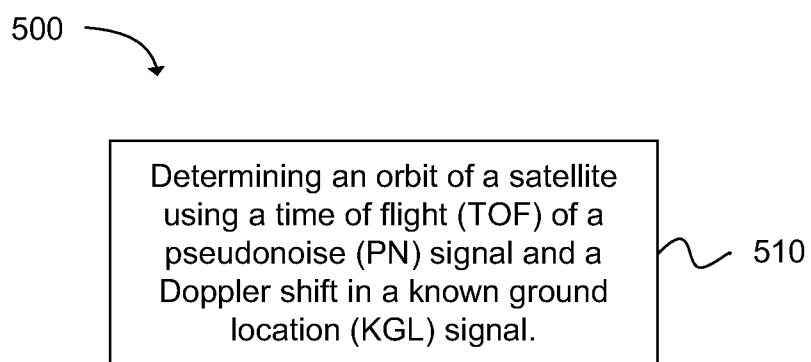 500
Determining an orbit of a satellite
using a time of flight (TOF) of a
pseudonoise (PN) signal and a
Doppler shift in a known ground
location (KGL) signal.
510